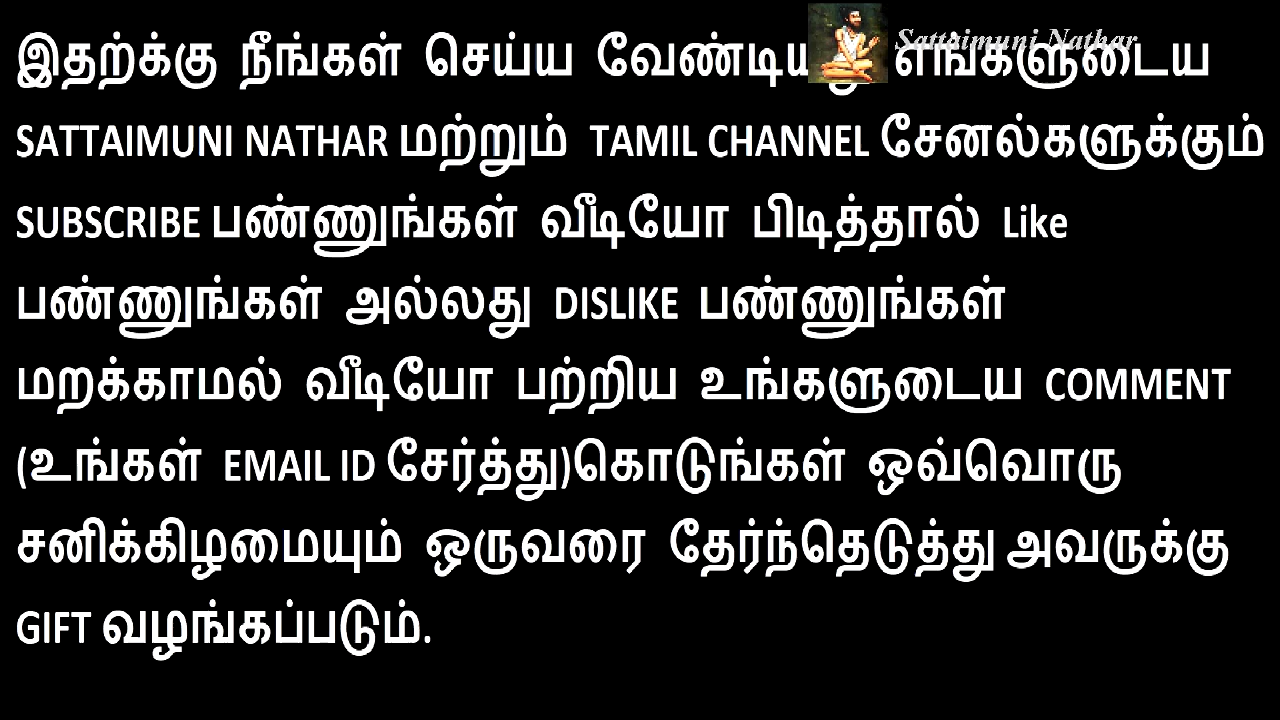 இதற்க்கு நீங்கள் செய்ய எங்களுடைய
Sattaimuni Nathar
SATTAIMUNI NATHAR மற்றும் TAMIL CHANNEL சேனல்களுக்கும்
SUBSCRIBE பண்ணுங்கள் வீடியோ பிடித்தால் Like
பண்ணுங்கள் அல்லது DISLIKE பண்ணுங்கள்
மறக்காமல் வீடியோ பற்றிய உங்களுடைய COMMENT
(உங்கள் EMAIL ID சேர்த்து)கொடுங்கள் ஒவ்வொரு
சனிக்கிழமையும் ஒருவரை தேர்ந்தெடுத்து அவருக்கு
GIFT வழங்கப்படும்.